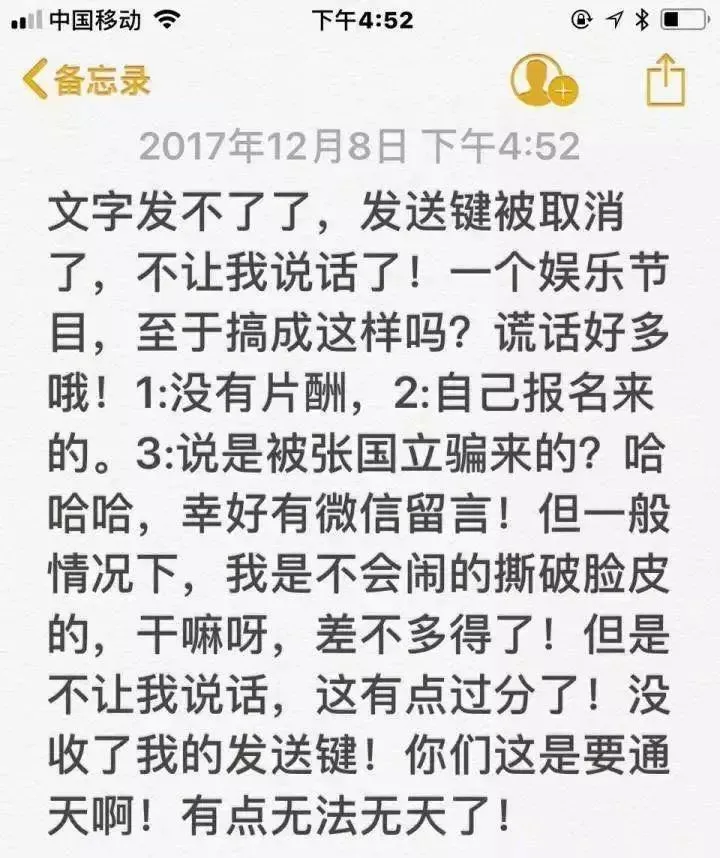 中国移动 下午4:52
备忘录
2017年12月8日 下午4:52
文字发不了了，发送键被取消
了，不让我说话了！一个娱乐节
目，至于搞成这样吗？谎话好多
哦！1:没有片酬，2:自己报名来
的。3:说是被张国立骗来的？哈
哈哈，幸好有微信留言！但一般
情况下，我是不会闹的撕破脸皮
的，干嘛呀，差不多得了！但是
不让我说话，这有点过分了！没
收了我的发送键！你们这是要通
天啊！有点无法无天了！